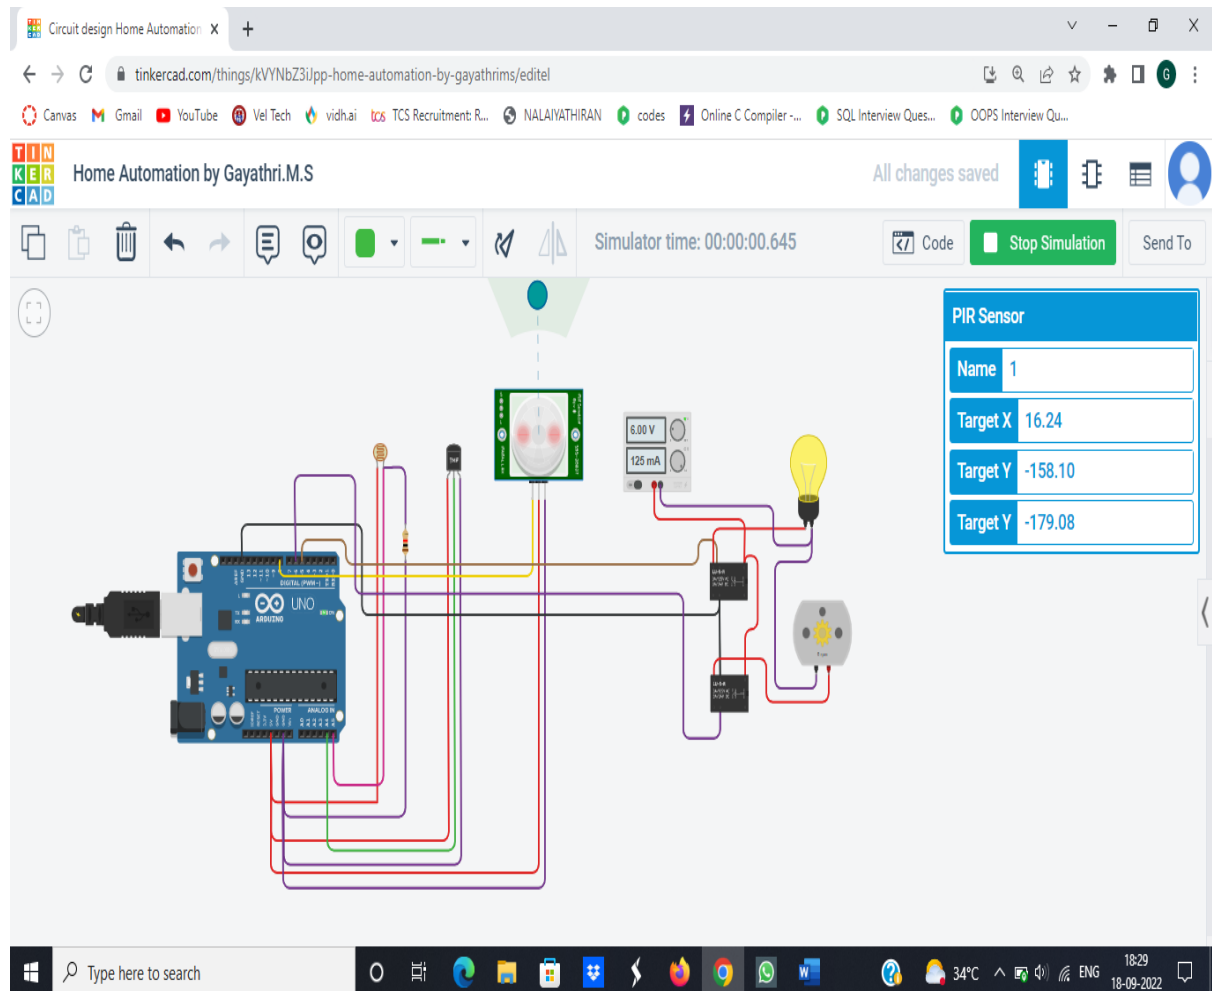 Circuit design Home Automation
tinkercad.com/things/kVYNbZ3iJpp-home-automation-by-gayathrims/editel
G
Canvas Gmail YouTube Vel Tech vidh.ai tcs TCS Recruitment: R... NALAIYATHIRAN codes Online C Compiler -... SQL Interview Ques... OOPS Interview Qu...
TIN
KER
CAD
Home Automation by Gayathri.M.S
All changes saved
Simulator time: 00:00:00.645
Code
Stop Simulation
Send To
PIR Sensor
Name 1
Target X 16.24
Target Y -158.10
Target Y -179.08
6.00 V
125 mA
TMP
DIGITAL (PWM~)
UNO
ARDUINO
POWER
ANALOG IN
Type here to search
W
34°C
ENG
18:29
18-09-2022